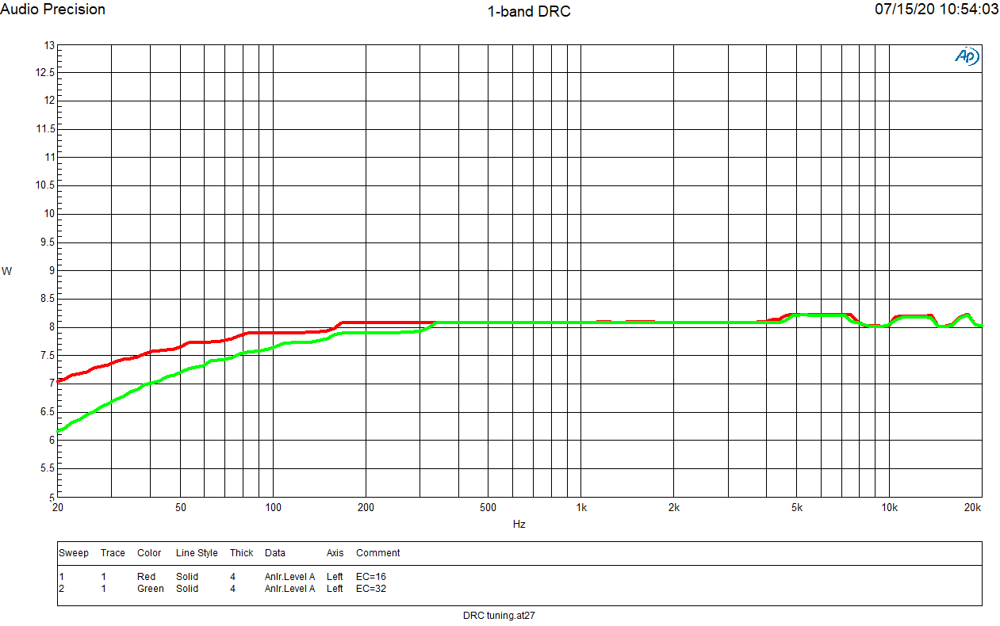 Audio Precision 1-band DRC 07/15/20 10:54:03
Ap
13
12.5
12
11.5
11
10.5
10
9.5
9
W
8.5
8
7.5
7
6.5
6
5.5
5
20 50 100 200 500 1k 2k 5k 10k 20k
Hz
Sweep Trace Color Line Style Thick Data Axis Comment
1 1 Red Solid 4 Anlr.Level A Left EC=16
2 1 Green Solid 4 Anlr.Level A Left EC=32
DRC tuning.at27